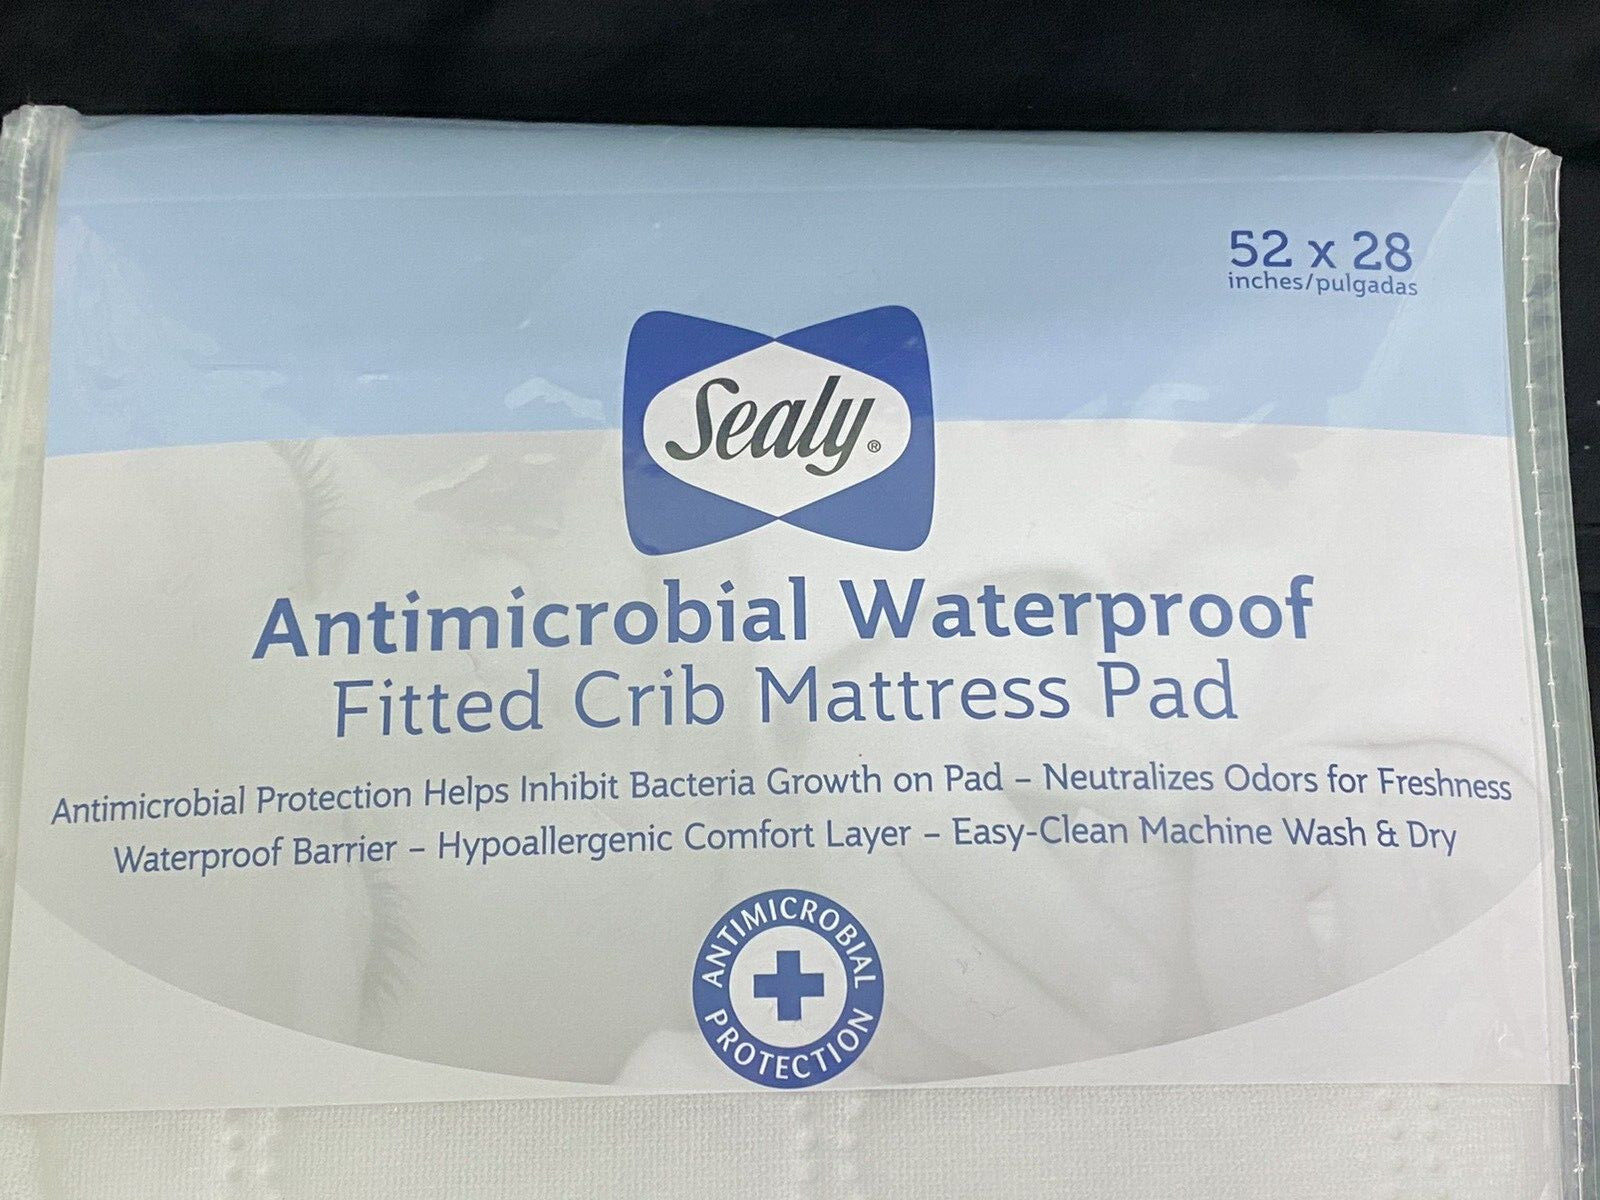 52 x 28
inches/pulgadas
Sealy®
Antimicrobial Waterproof
Fitted Crib Mattress Pad
Antimicrobial Protection Helps Inhibit Bacteria Growth on Pad – Neutralizes Odors for Freshness
Waterproof Barrier – Hypoallergenic Comfort Layer – Easy-Clean Machine Wash & Dry
ANTIMICROBIAL
PROTECTION